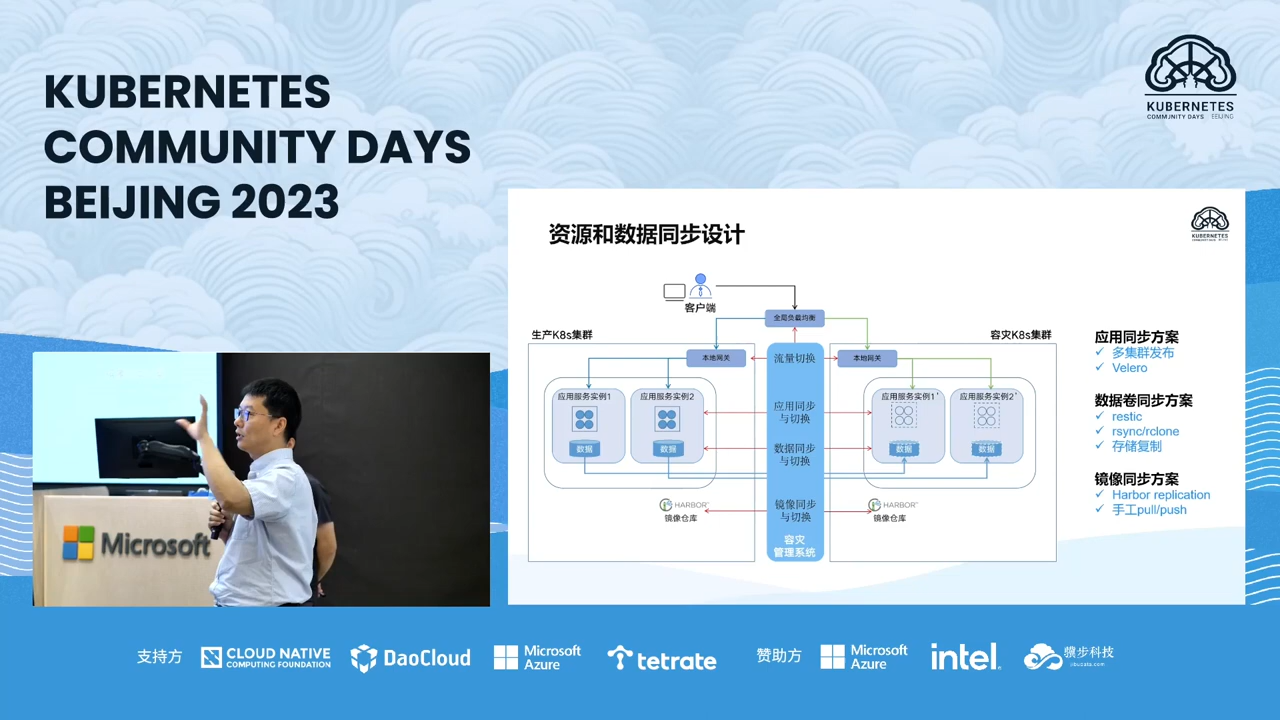 KUBERNETES
COMMUNITY DAYS
BEIJING 2023
KUBERNETES
COMMUNITY DAYS BEIJING
资源和数据同步设计
KUBERNETES
客户端
全局负载均衡
生产K8s集群
容灾K8s集群
本地网关
流量切换
本地网关
应用服务实例1
应用服务实例2
应用同步
与切换
应用服务实例1'
应用服务实例2'
数据
数据
数据同步
与切换
数据
数据
HARBOR™
镜像仓库
镜像同步
与切换
HARBOR™
镜像仓库
容灾
管理系统
应用同步方案
✓ 多集群发布
✓ Velero
数据卷同步方案
✓ restic
✓ rsync/rclone
✓ 存储复制
镜像同步方案
✓ Harbor replication
✓ 手工pull/push
Microsoft
支持方
CLOUD NATIVE
COMPUTING FOUNDATION
DaoCloud
Microsoft
Azure
tetrate
赞助方
Microsoft
Azure
intel
骥步科技
jibudata.com